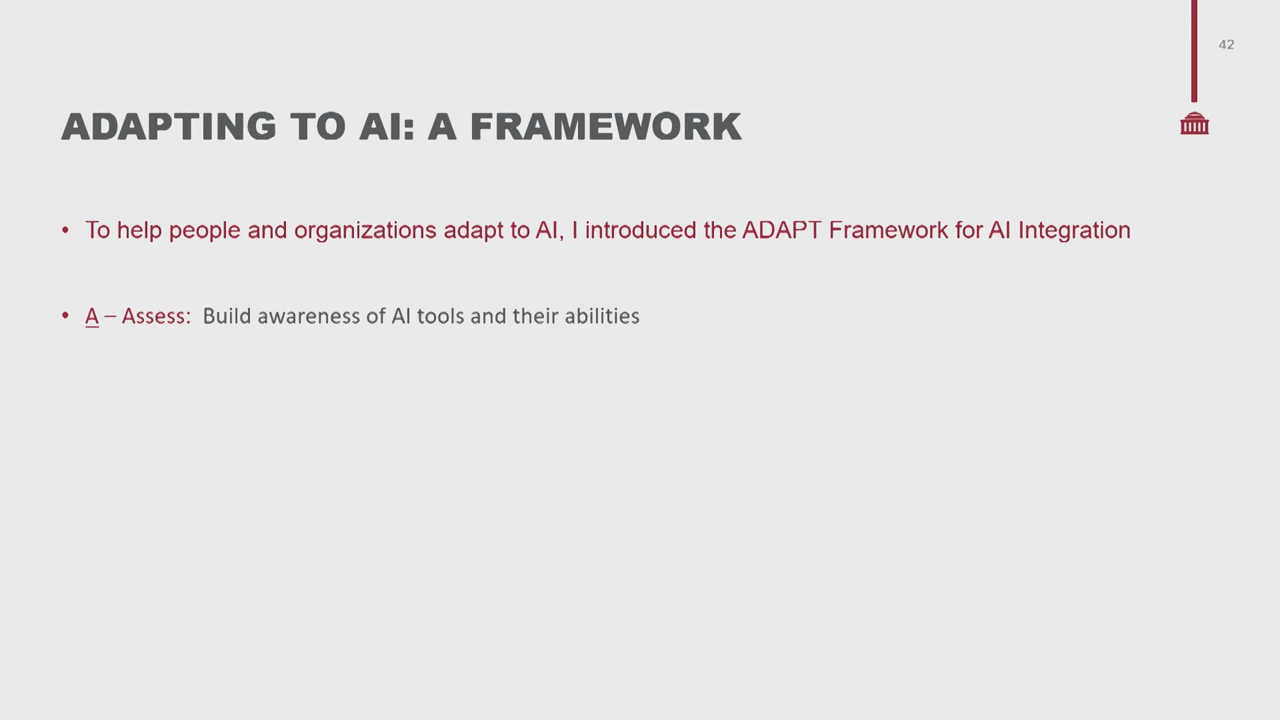 42
ADAPTING TO AI: A FRAMEWORK
• To help people and organizations adapt to AI, I introduced the ADAPT Framework for AI Integration
• A – Assess: Build awareness of AI tools and their abilities